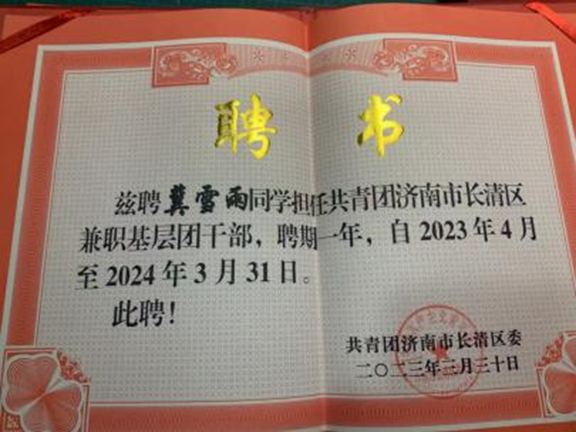 聘书
兹聘冀雪雨同学担任共青团济南市长清区
兼职基层团干部，聘期一年，自2023年4月
至2024年3月31日。
此聘！
共青团济南市长清区委
二〇二三年三月三十日